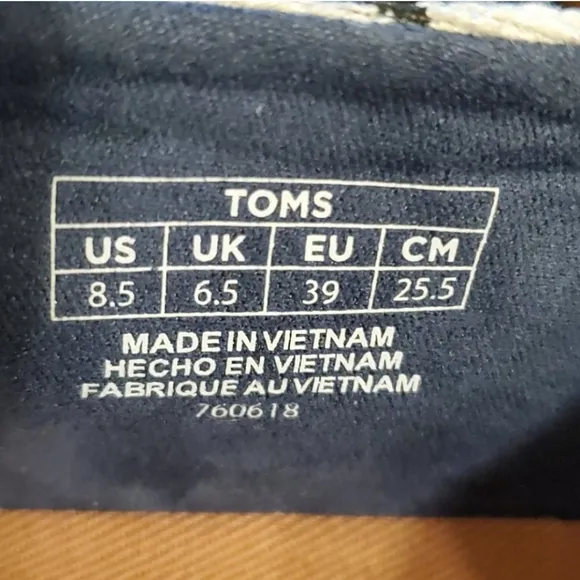 TOMS
US UK EU CM
8.5 6.5 39 25.5
MADE IN VIETNAM
HECHO EN VIETNAM
FABRIQUE AU VIETNAM
760618